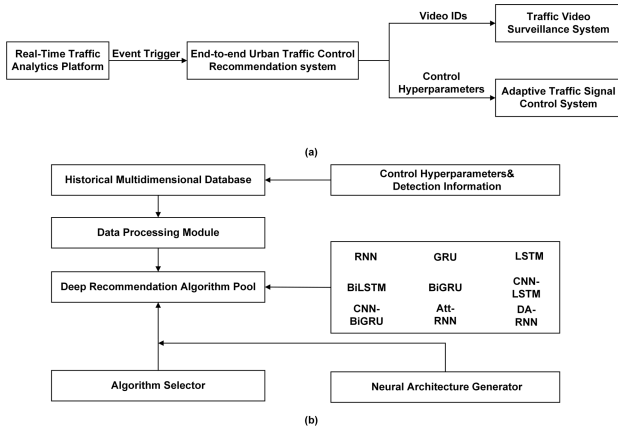 Video IDs
Traffic Video
Surveillance System
Real-Time Traffic
Analytics Platform
Event Trigger
End-to-end Urban Traffic Control
Recommendation system
Control
Hyperparameters
Adaptive Traffic Signal
Control System
(a)
Historical Multidimensional Database
Control Hyperparameters&
Detection Information
Data Processing Module
Deep Recommendation Algorithm Pool
RNN GRU LSTM
BiLSTM BiGRU CNN-
LSTM
CNN-
BiGRU
Att-
RNN
DA-
RNN
Algorithm Selector
Neural Architecture Generator
(b)